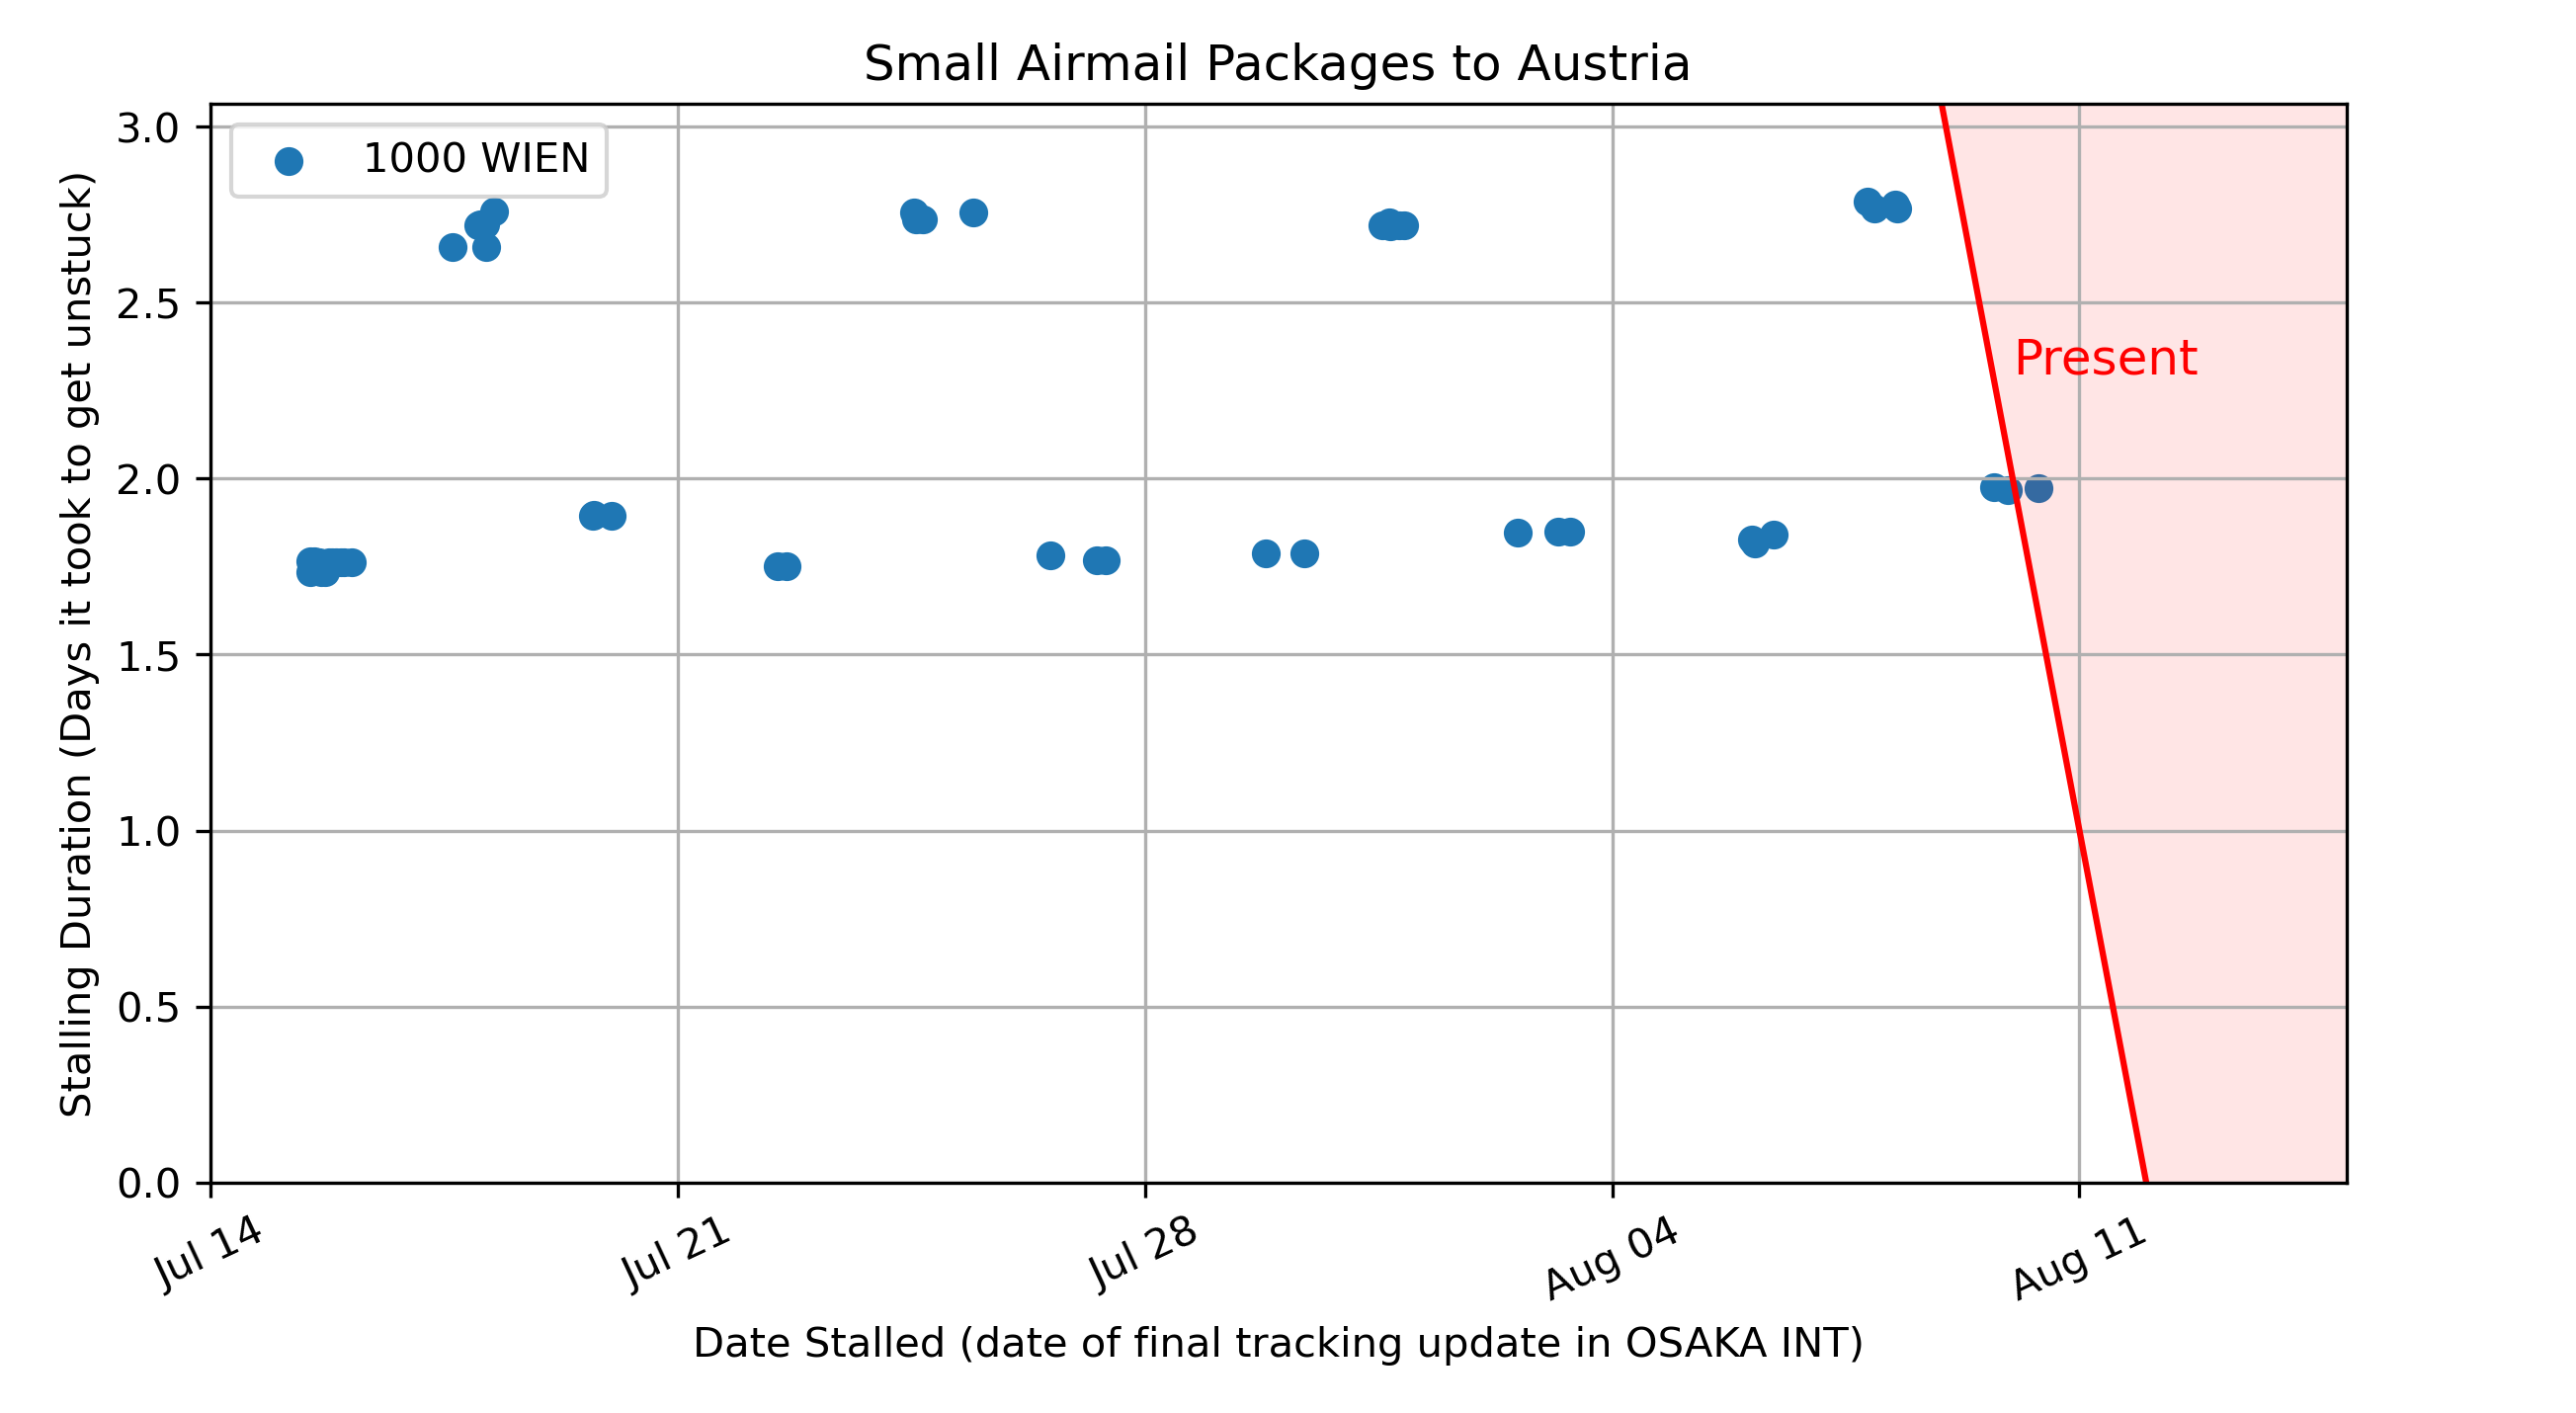 Small Airmail Packages to Austria
1000 WIEN
Present
Stalling Duration (Days it took to get unstuck)
3.0
2.5
2.0
1.5
1.0
0.5
0.0
Jul 14
Jul 21
Jul 28
Aug 04
Aug 11
Date Stalled (date of final tracking update in OSAKA INT)